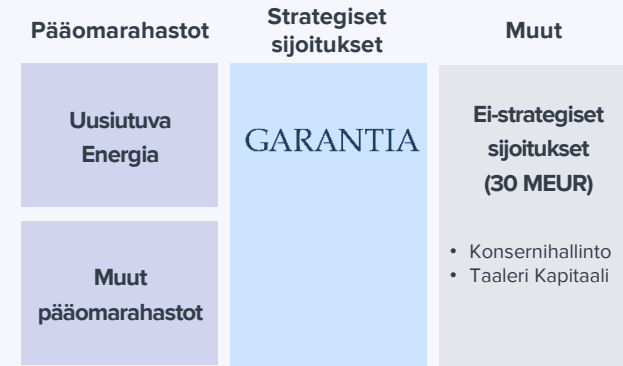 Pääomarahastot
Uusiutuva
Energia
Muut
pääomarahastot
Strategiset
sijoitukset
GARANTIA
Muut
Ei-strategiset
sijoitukset
(30 MEUR)
• Konsernihallinto
• Taaleri Kapitaali